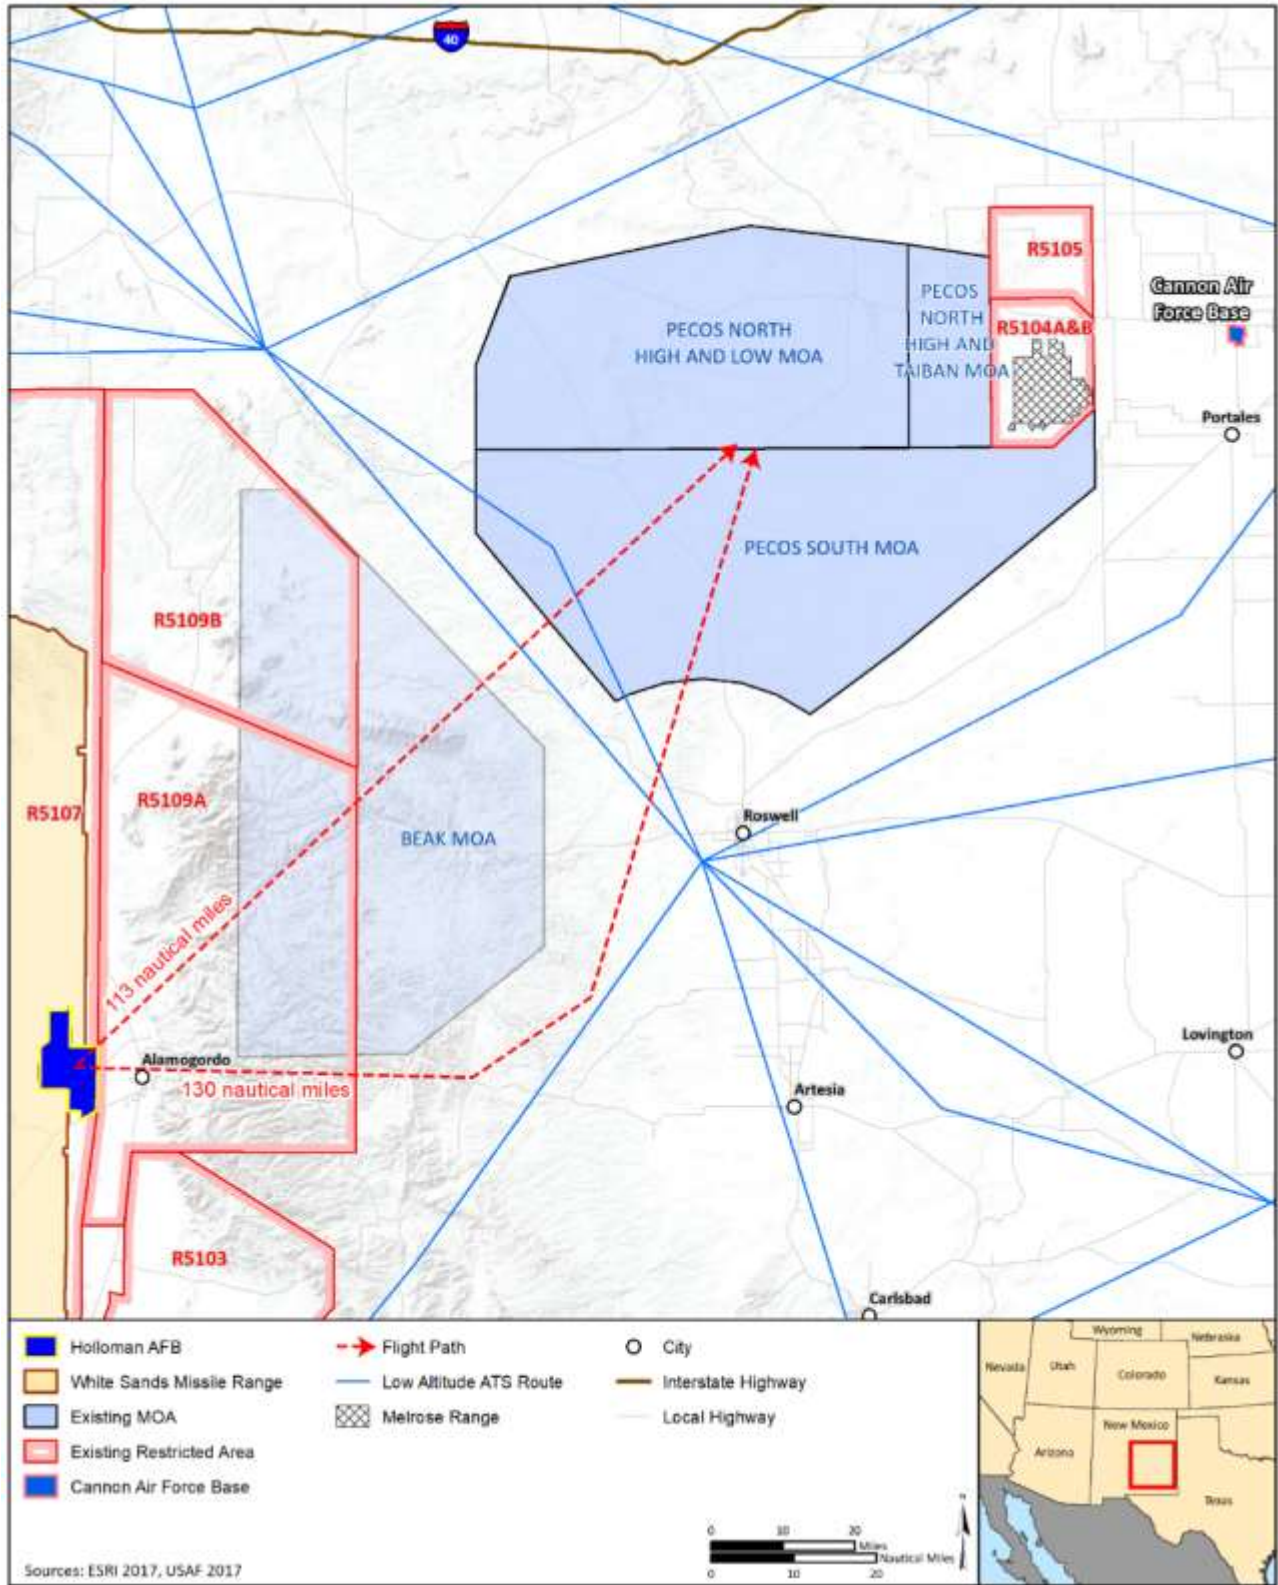 40
R5105
Cannon Air
Force Base
PECOS
NORTH
HIGH AND
TAIBAN MOA
PECOS NORTH
HIGH AND LOW MOA
R5104A&B
Portales
PECOS SOUTH MOA
R5109B
R5107
R5109A
BEAK MOA
Roswell
113 nautical miles
Alamogordo
130 nautical miles
Lovington
Artesia
R5103
Carlsbad
Holloman AFB
White Sands Missile Range
Existing MOA
Existing Restricted Area
Cannon Air Force Base
Flight Path
Low Altitude ATS Route
Melrose Range
City
Interstate Highway
Local Highway
0 10 20
Miles
Nautical Miles
0 10 20
N
Wyoming
Nebraska
Nevada
Utah
Colorado
Kansas
New Mexico
Arizona
Texas
Sources: ESRI 2017, USAF 2017